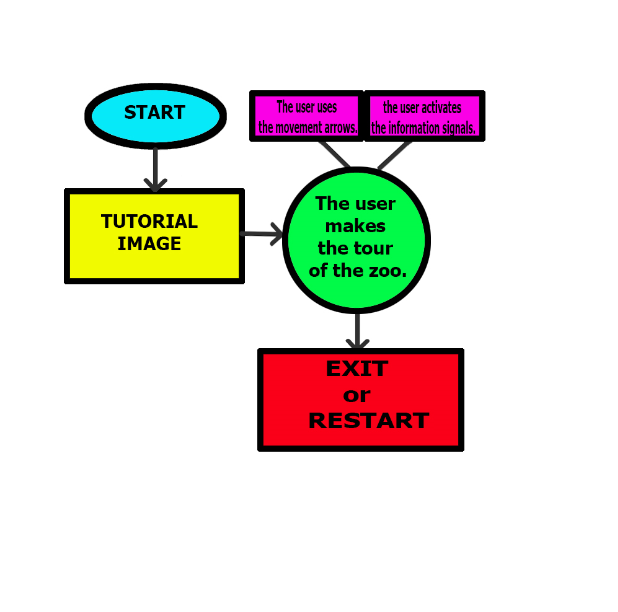 START
The user uses
the movement arrows.
the user activates
the information signals.
TUTORIAL
IMAGE
The user
makes
the tour
of the zoo.
EXIT
or
RESTART